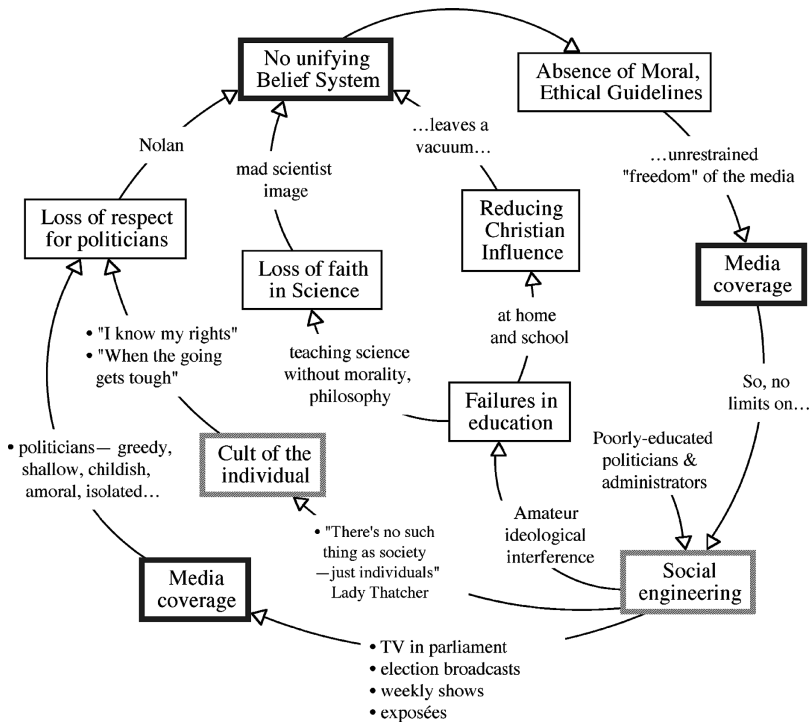 No unifying
Belief System
Absence of Moral,
Ethical Guidelines
Nolan
mad scientist
image
…leaves a
vacuum…
…unrestrained
"freedom" of the media
Loss of respect
for politicians
Loss of faith
in Science
Reducing
Christian
Influence
Media
coverage
• "I know my rights"
• "When the going
gets tough"
teaching science
without morality,
philosophy
at home
and school
So, no
limits on…
• politicians— greedy,
shallow, childish,
amoral, isolated…
Cult of the
individual
Failures in
education
Poorly-educated
politicians &
administrators
• "There's no such
thing as society
—just individuals"
Lady Thatcher
Amateur
ideological
interference
Media
coverage
Social
engineering
• TV in parliament
• election broadcasts
• weekly shows
• exposées